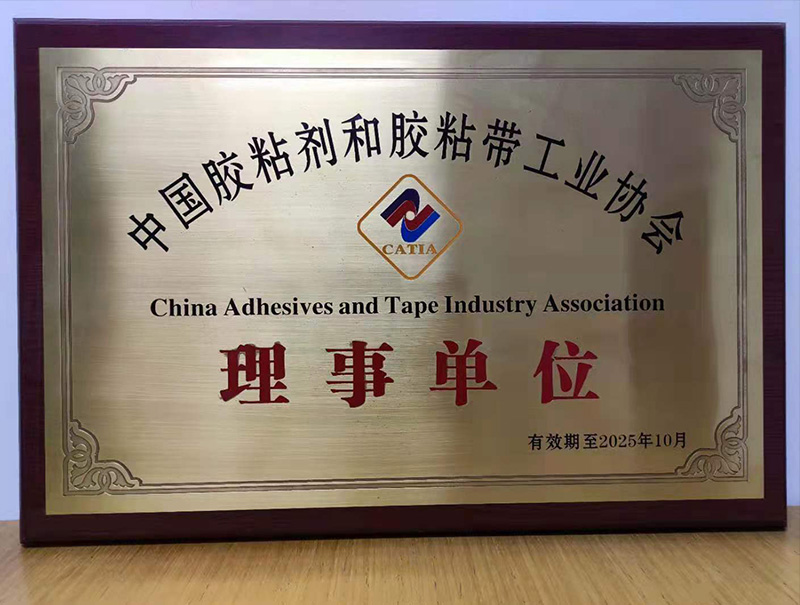 中国胶粘剂和胶粘带工业协会
CATIA
China Adhesives and Tape Industry Association
理事单位
有效期至2025年10月